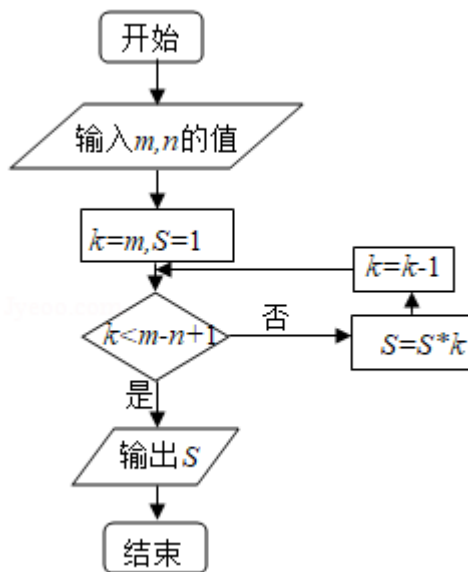 开始
输入m,n的值
k=m,S=1
k=k-1
k<m-n+1
否
S=S*k
是
输出S
结束